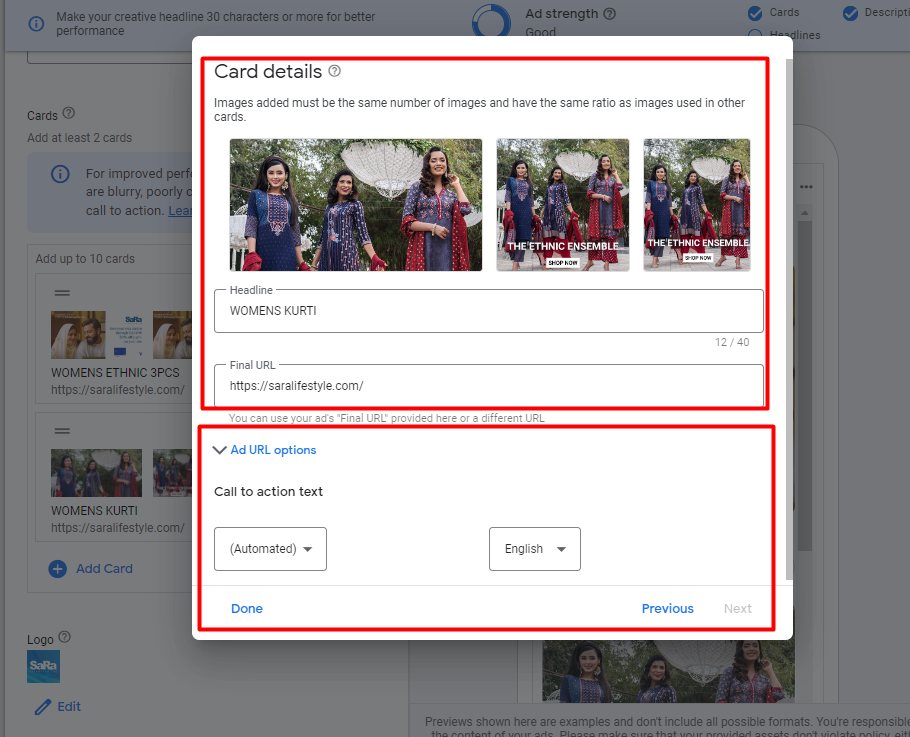 Make your creative headline 30 characters or more for better
performance
Ad strength
Good
Cards
Descripti
Headlines
Cards
Add at least 2 cards
For improved perf
are blurry, poorly c
call to action. Lear
Add up to 10 cards
SaRa
WOMENS ETHNIC 3PCS
https://saralifestyle.com/
WOMENS KURTI
https://saralifestyle.com/
Add Card
Logo
SaRa
Edit
Card details
Images added must be the same number of images and have the same ratio as images used in other
cards.
THE ETHNIC ENSEMBLE
SHOP NOW
THE ETHNIC ENSEMBLE
SHOP NOW
Headline
WOMENS KURTI
12 / 40
Final URL
https://saralifestyle.com/
You can use your ad's "Final URL" provided here or a different URL
Ad URL options
Call to action text
(Automated)
English
Done
Previous
Next
Previews shown here are examples and don't include all possible formats. You're responsible
the content of your ads. Please make sure that your provided assets don't violate policy, eith